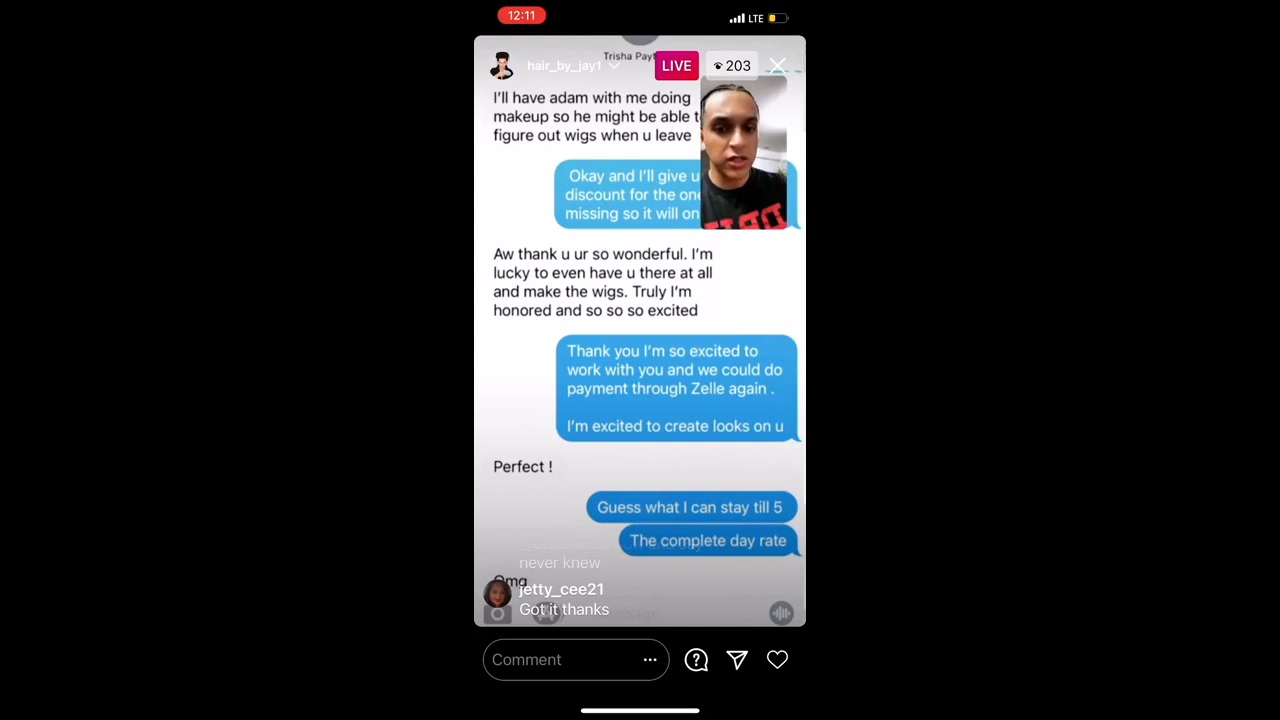 12:11
LTE
Trisha Payt
hair_by_jay1
LIVE
203
I'll have adam with me doing
makeup so he might be able t
figure out wigs when u leave
Okay and I'll give u
discount for the one
missing so it will on
Aw thank u ur so wonderful. I'm
lucky to even have u there at all
and make the wigs. Truly I'm
honored and so so so excited
Thank you I'm so excited to
work with you and we could do
payment through Zelle again .
I'm excited to create looks on u
Perfect !
Guess what I can stay till 5
The complete day rate
never knew
Omg
jetty_cee21
Got it thanks
Comment